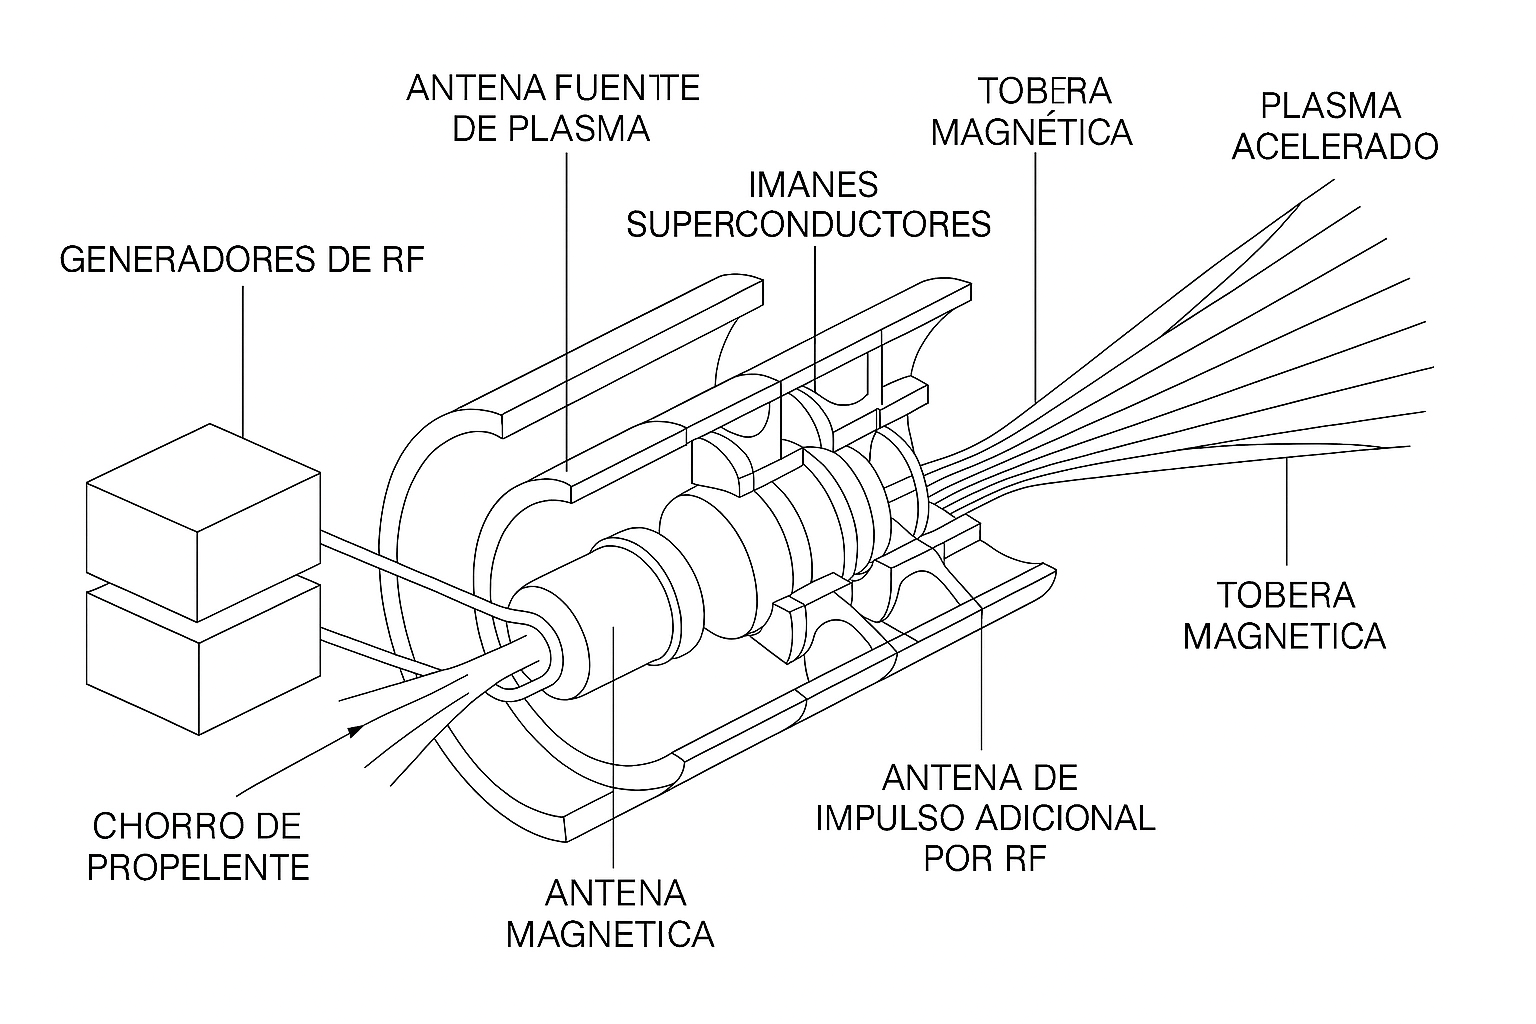 ANTENA FUENTTE
DE PLASMA
TOBERA
MAGNÉTICA
PLASMA
ACELERADO
IMANES
SUPERCONDUCTORES
GENERADORES DE RF
TOBERA
MAGNETICA
ANTENA DE
IMPULSO ADICIONAL
POR RF
CHORRO DE
PROPELENTE
ANTENA
MAGNETICA